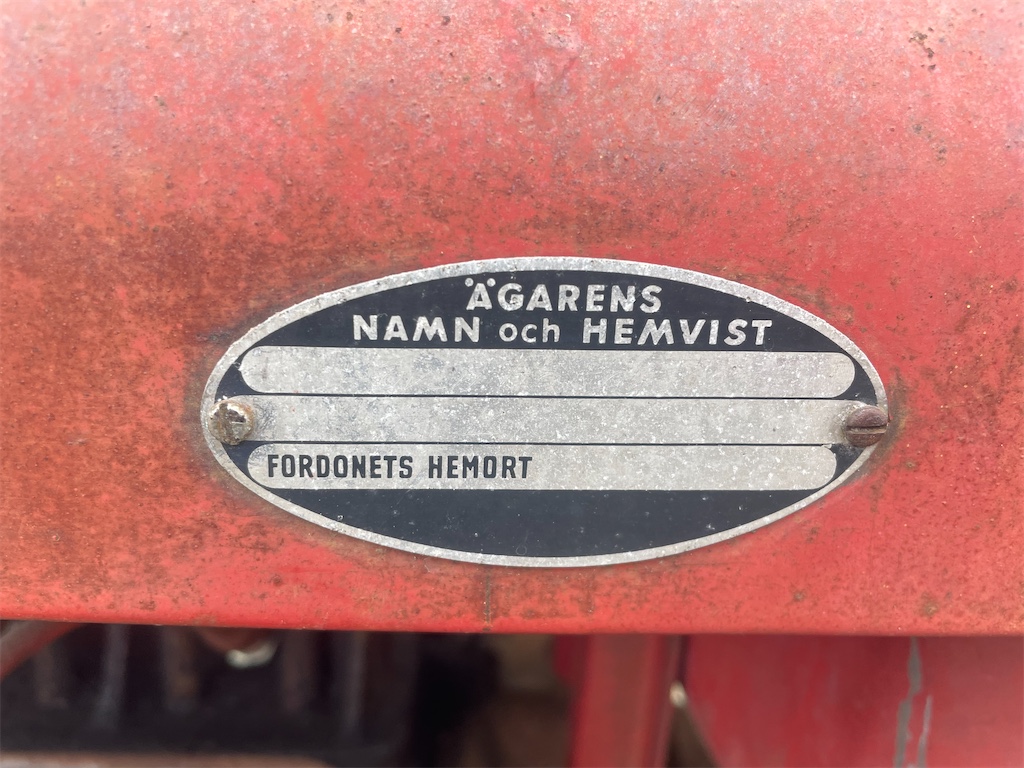 ÄGARENS
NAMN och HEMVIST
FORDONETS HEMORT